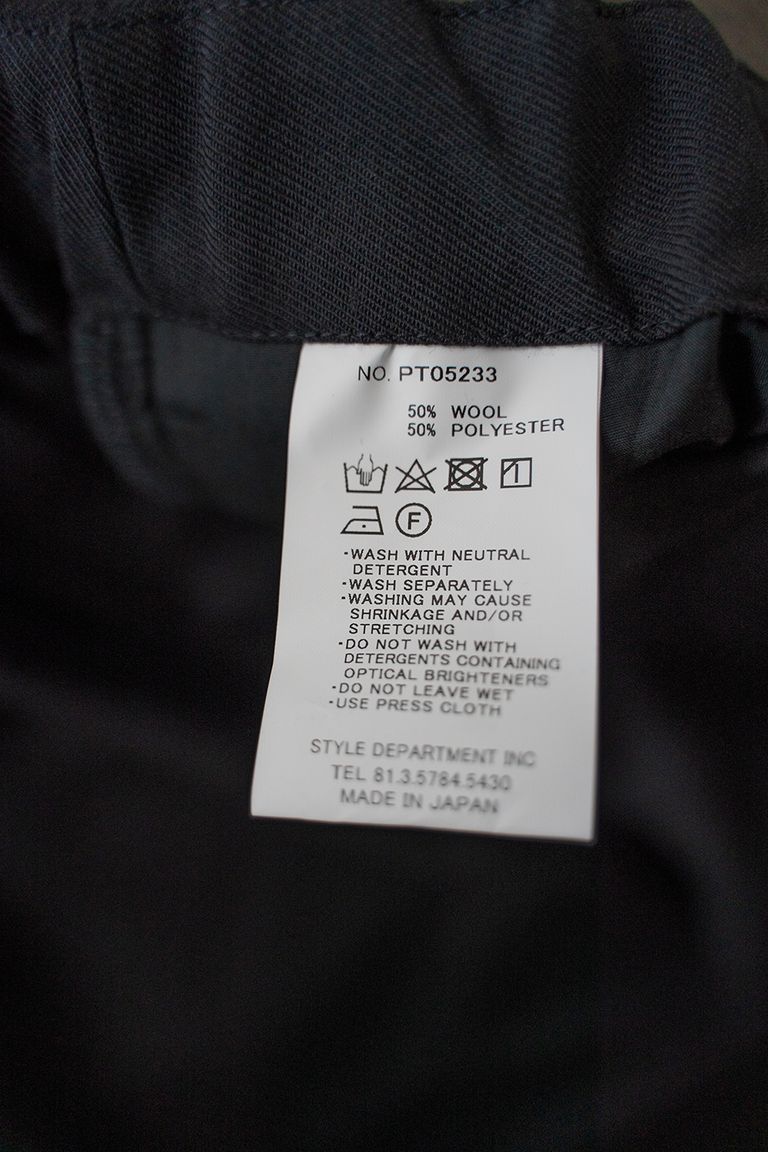 NO. PT05233
50% WOOL
50% POLYESTER
F
·WASH WITH NEUTRAL
DETERGENT
·WASH SEPARATELY
·WASHING MAY CAUSE
SHRINKAGE AND/OR
STRETCHING
·DO NOT WASH WITH
DETERGENTS CONTAINING
OPTICAL BRIGHTENERS
·DO NOT LEAVE WET
·USE PRESS CLOTH
STYLE DEPARTMENT INC
TEL 81.3.5784.5430
MADE IN JAPAN